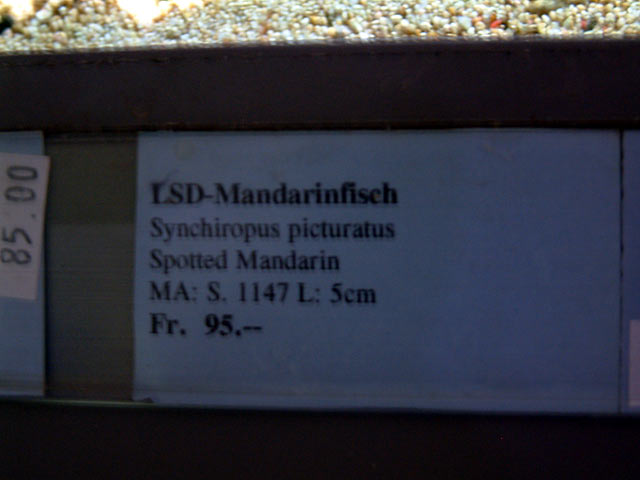 85.00
LSD-Mandarinfisch
Synchiropus picturatus
Spotted Mandarin
MA: S. 1147 L: 5cm
Fr. 95.--